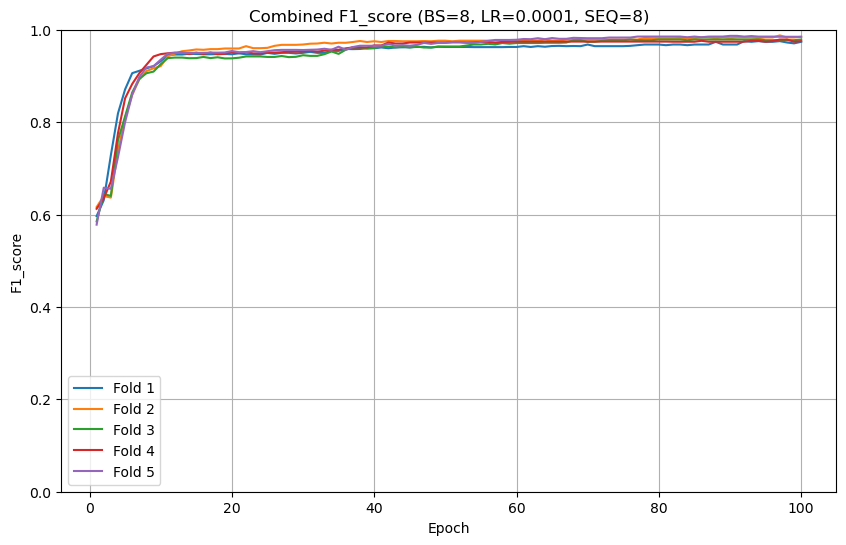 Combined F1_score (BS=8, LR=0.0001, SEQ=8)
F1_score
1.0
0.8
0.6
0.4
0.2
0.0
Fold 1
Fold 2
Fold 3
Fold 4
Fold 5
0 20 40 60 80 100
Epoch